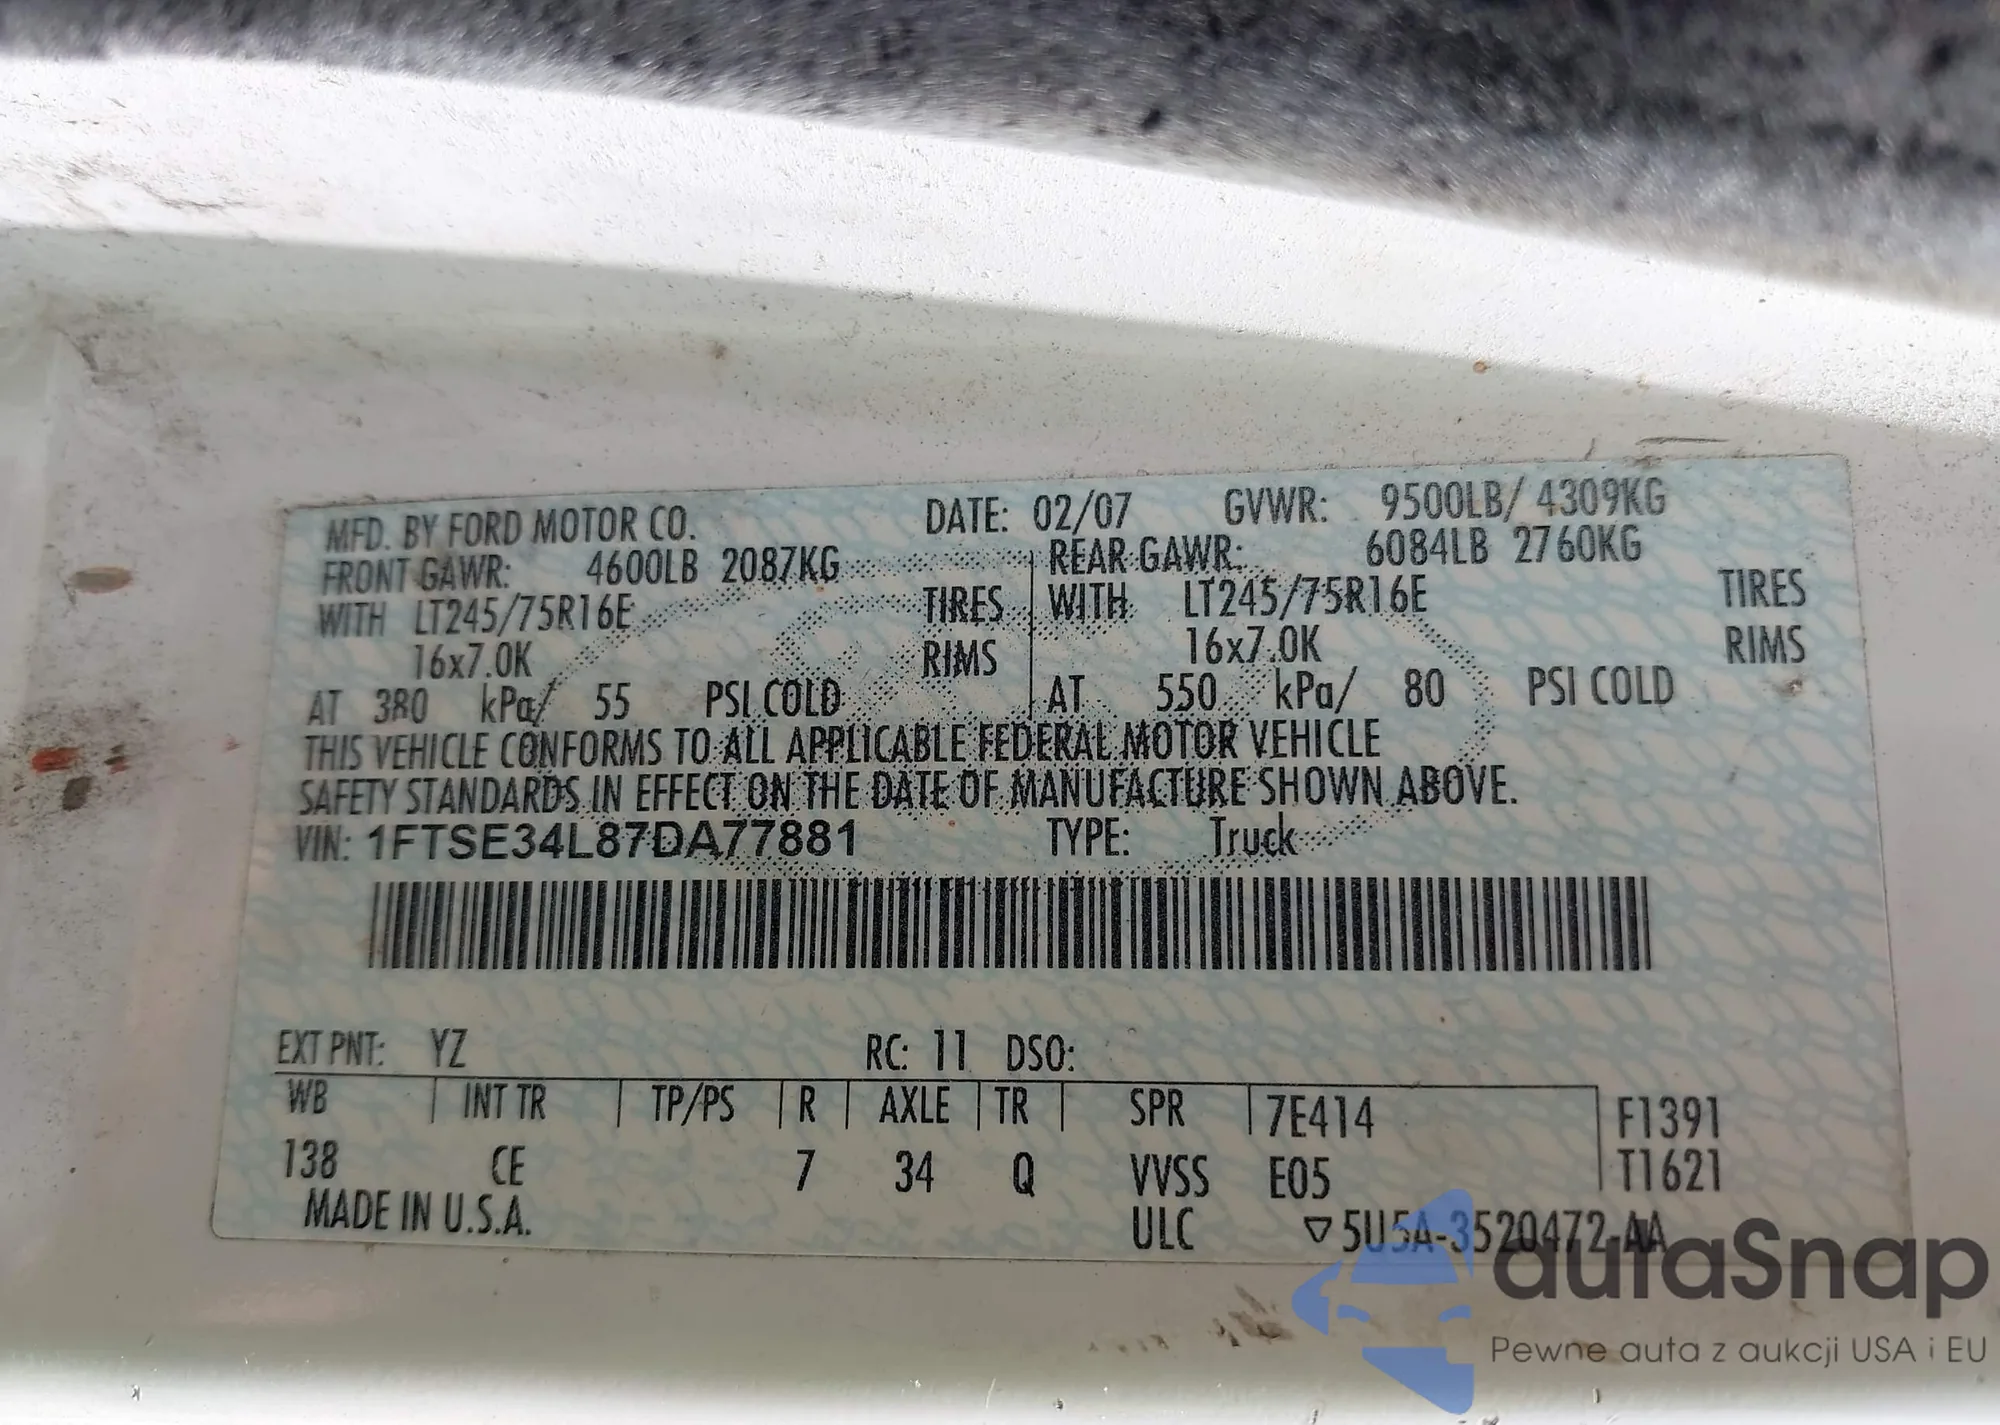 MFD. BY FORD MOTOR CO. DATE: 02/07 GVWR: 9500LB/ 4309KG
FRONT GAWR: 4600LB 2087KG REAR GAWR: 6084LB 2760KG
WITH LT245/75R16E TIRES WITH LT245/75R16E TIRES
16x7.0K RIMS 16x7.0K RIMS
AT 380 kPa/ 55 PSI COLD AT 550 kPa/ 80 PSI COLD
THIS VEHICLE CONFORMS TO ALL APPLICABLE FEDERAL MOTOR VEHICLE
SAFETY STANDARDS IN EFFECT ON THE DATE OF MANUFACTURE SHOWN ABOVE.
VIN: 1FTSE34L87DA77881 TYPE: Truck
EXT PNT: YZ RC: 11 DSO:
WB INT TR TP/PS R AXLE TR SPR 7E414 F1391
138 CE 7 34 Q VVSS E05 T1621
MADE IN U.S.A. ULC ▽5U5A-3520472-AA
autaSnap
Pewne auta z aukcji USA i EU